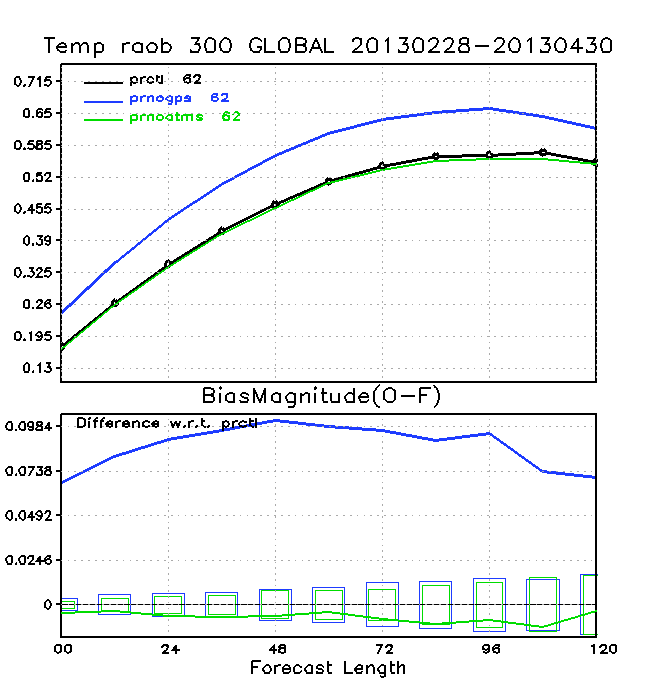 Temp raob 300 GLOBAL 20130228-20130430
prctl 62
prnogps 62
prnoatms 62
0.715
0.65
0.585
0.52
0.455
0.39
0.325
0.26
0.195
0.13
BiasMagnitude(O-F)
Difference w.r.t. prctl
0.0984
0.0738
0.0492
0.0246
0
00 24 48 72 96 120
Forecast Length